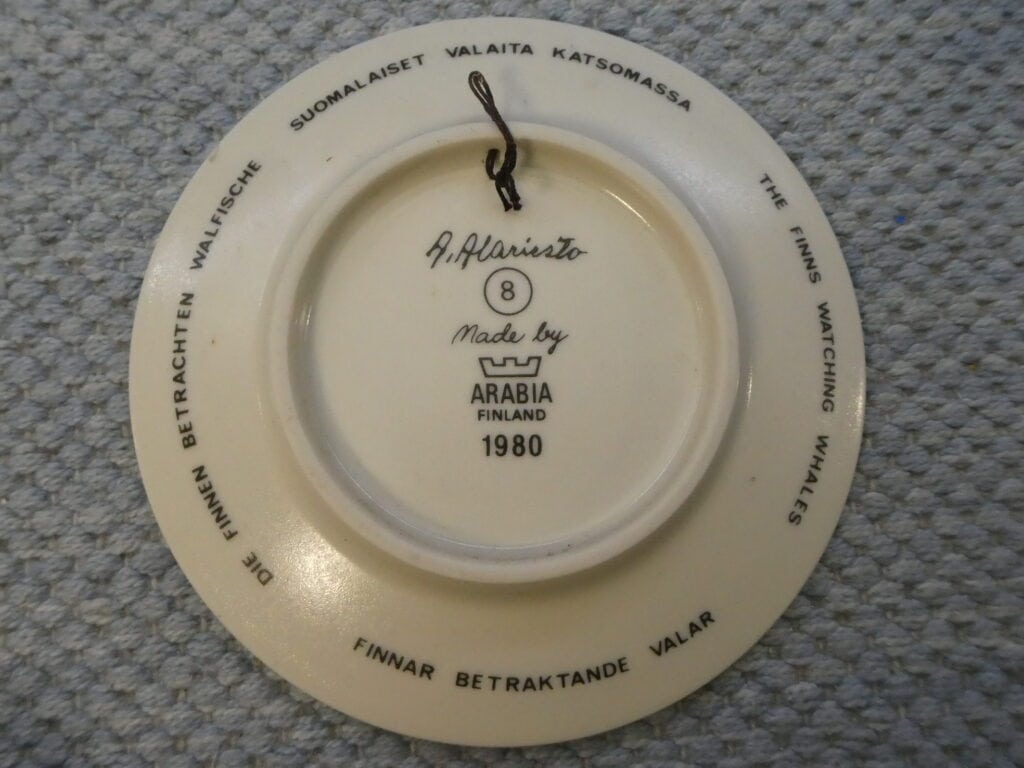 SUOMALAISET VALAITA KATSOMASSA
THE FINNS WATCHING WHALES
FINNAR BETRAKTANDE VALAR
DIE FINNEN BETRACHTEN WALFISCHE
A. Alariesto
8
Made by
ARABIA
FINLAND
1980